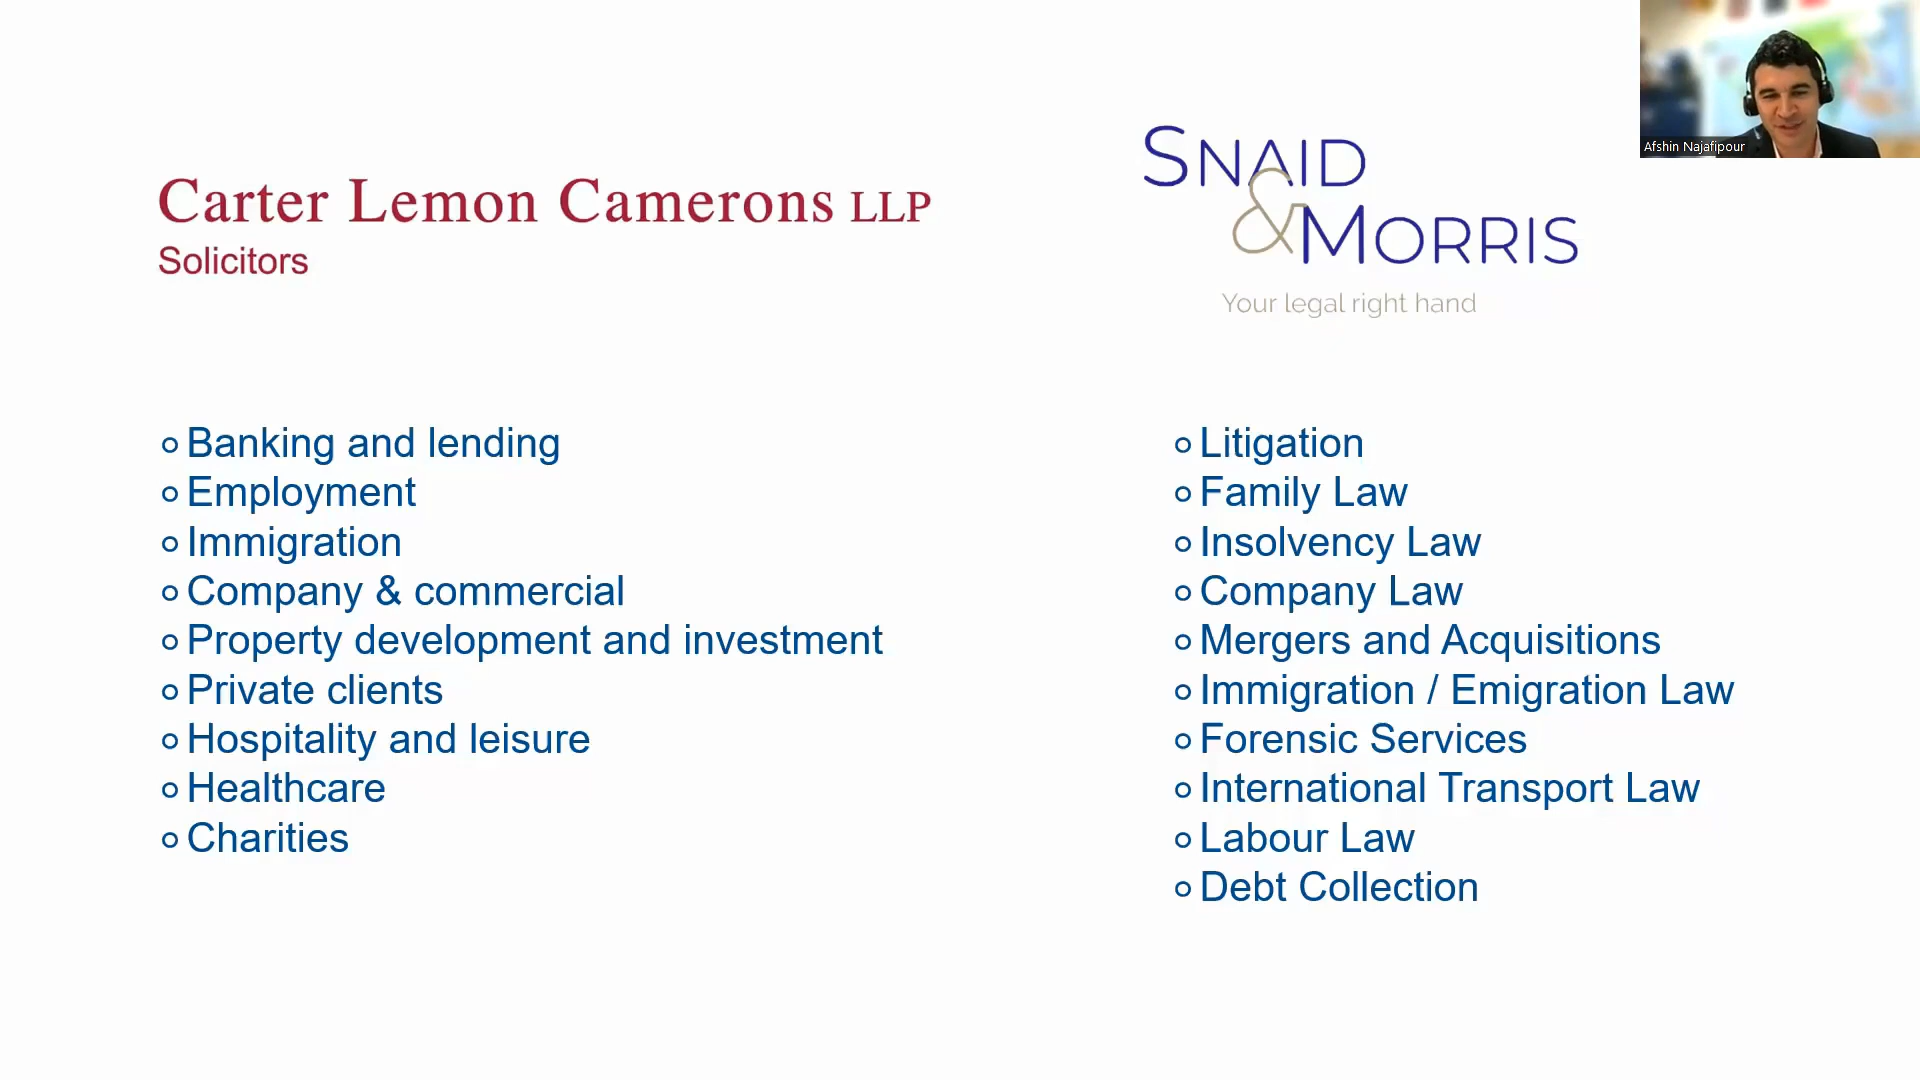 Carter Lemon Camerons LLP
Solicitors
Banking and lending
Employment
Immigration
Company & commercial
Property development and investment
Private clients
Hospitality and leisure
Healthcare
Charities
SNAID
& MORRIS
Your legal right hand
Litigation
Family Law
Insolvency Law
Company Law
Mergers and Acquisitions
Immigration / Emigration Law
Forensic Services
International Transport Law
Labour Law
Debt Collection
Afshin Najafipour